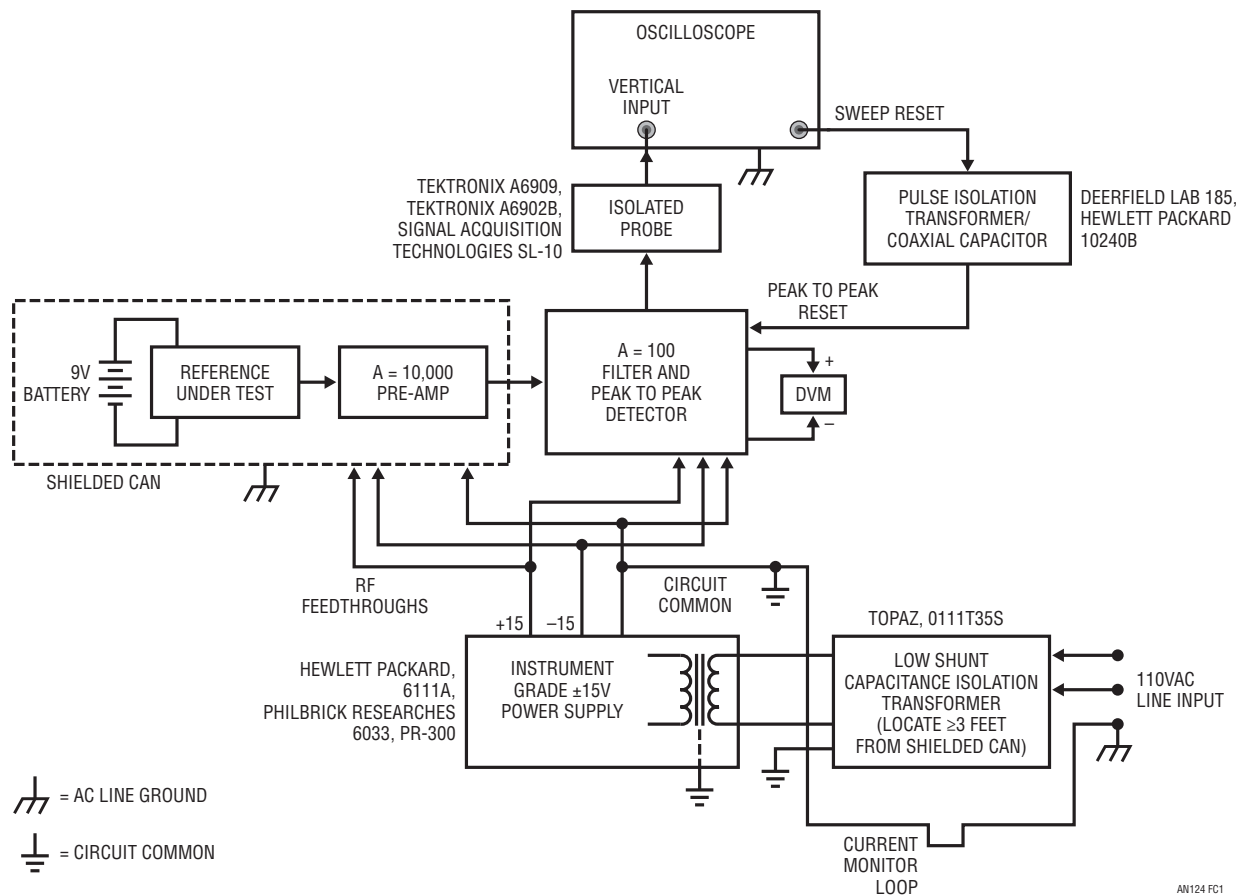 OSCILLOSCOPE
VERTICAL
INPUT
SWEEP RESET
TEKTRONIX A6909,
TEKTRONIX A6902B,
SIGNAL ACQUISITION
TECHNOLOGIES SL-10
ISOLATED
PROBE
PULSE ISOLATION
TRANSFORMER/
COAXIAL CAPACITOR
DEERFIELD LAB 185,
HEWLETT PACKARD
10240B
PEAK TO PEAK
RESET
9V
BATTERY
REFERENCE
UNDER TEST
A = 10,000
PRE-AMP
A = 100
FILTER AND
PEAK TO PEAK
DETECTOR
+
DVM
–
SHIELDED CAN
RF
FEEDTHROUGHS
CIRCUIT
COMMON
+15
–15
TOPAZ, 0111T35S
HEWLETT PACKARD,
6111A,
PHILBRICK RESEARCHES
6033, PR-300
INSTRUMENT
GRADE ±15V
POWER SUPPLY
LOW SHUNT
CAPACITANCE ISOLATION
TRANSFORMER
(LOCATE ≥3 FEET
FROM SHIELDED CAN)
110VAC
LINE INPUT
= AC LINE GROUND
= CIRCUIT COMMON
CURRENT
MONITOR
LOOP
AN124 FC1